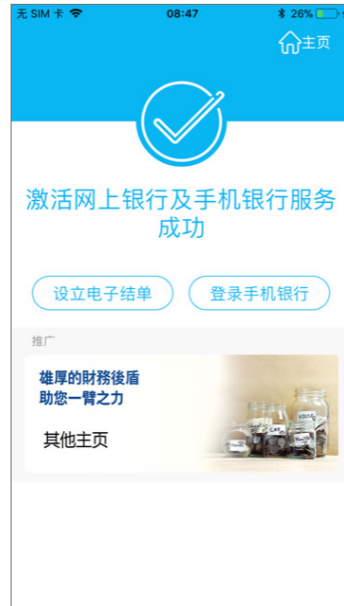 无 SIM 卡 08:47 26%
主页
激活网上银行及手机银行服务
成功
设立电子结单 登录手机银行
推广
雄厚的財務後盾
助您一臂之力
其他主页
CAR
HOUSE